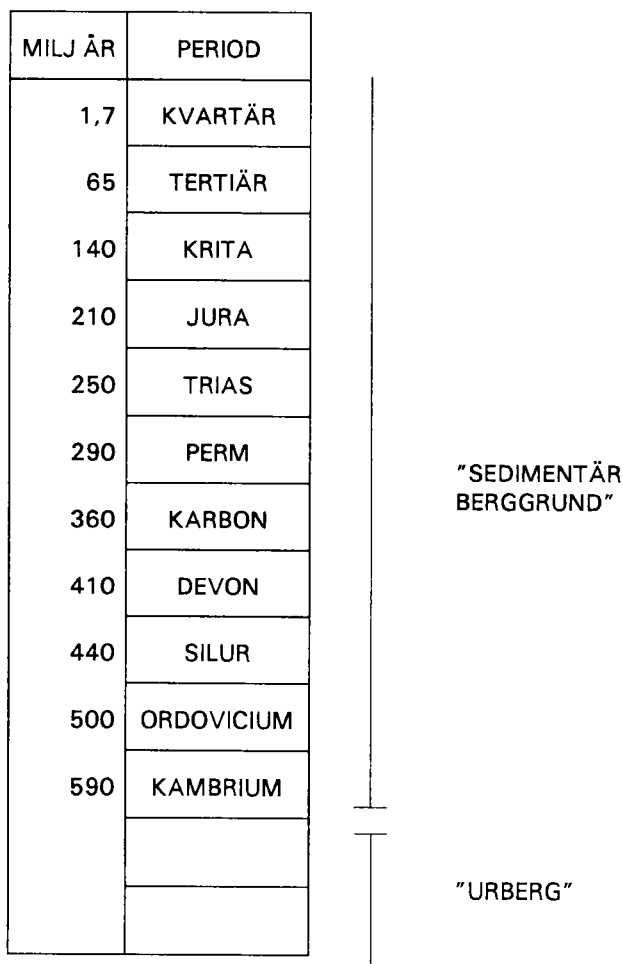 MILJ ÅR PERIOD
1,7 KVARTÄR
65 TERTIÄR
140 KRITA
210 JURA
250 TRIAS
290 PERM
360 KARBON
410 DEVON
440 SILUR
500 ORDOVICIUM
590 KAMBRIUM
"SEDIMENTÄR
BERGGRUND"
"URBERG"